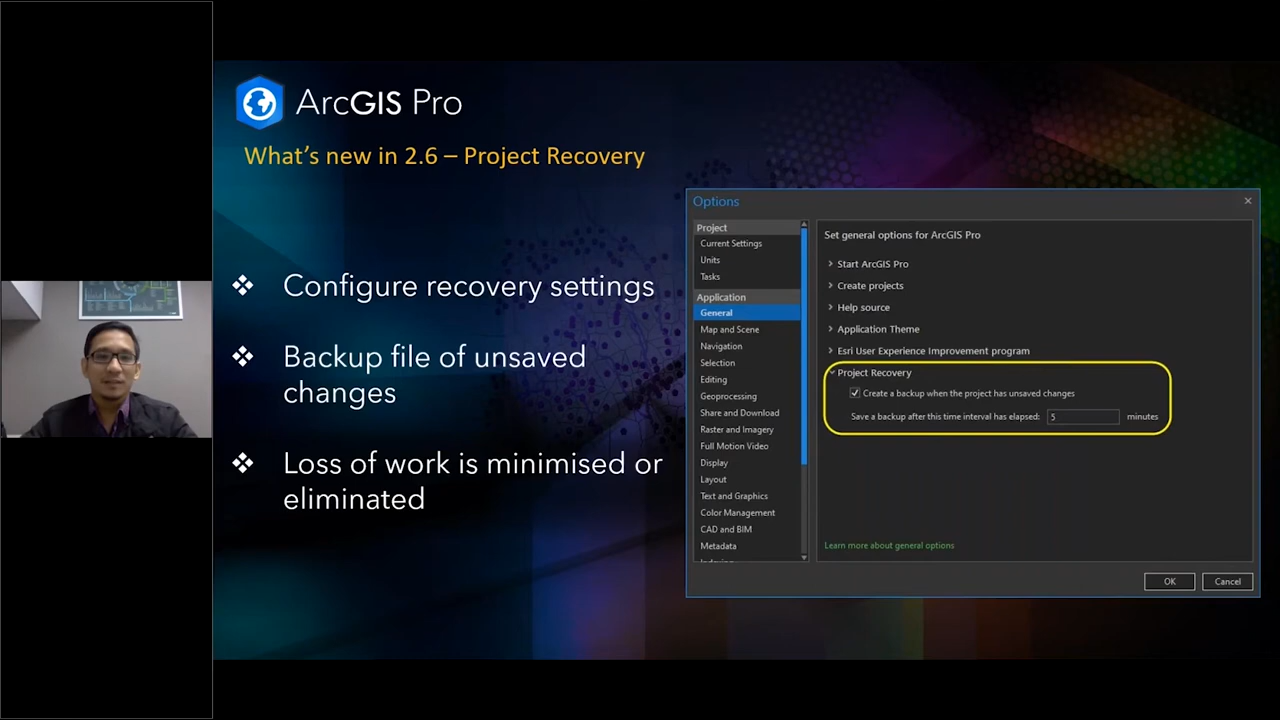 ArcGIS Pro
What's new in 2.6 – Project Recovery
Configure recovery settings
Backup file of unsaved
changes
Loss of work is minimised or
eliminated
Options
Project
Current Settings
Units
Tasks
Application
General
Map and Scene
Navigation
Selection
Editing
Geoprocessing
Share and Download
Raster and Imagery
Full Motion Video
Display
Layout
Text and Graphics
Color Management
CAD and BIM
Metadata
Indexing
Set general options for ArcGIS Pro
Start ArcGIS Pro
Create projects
Help source
Application Theme
Esri User Experience Improvement program
Project Recovery
Create a backup when the project has unsaved changes
Save a backup after this time interval has elapsed: 5 minutes
Learn more about general options
OK Cancel